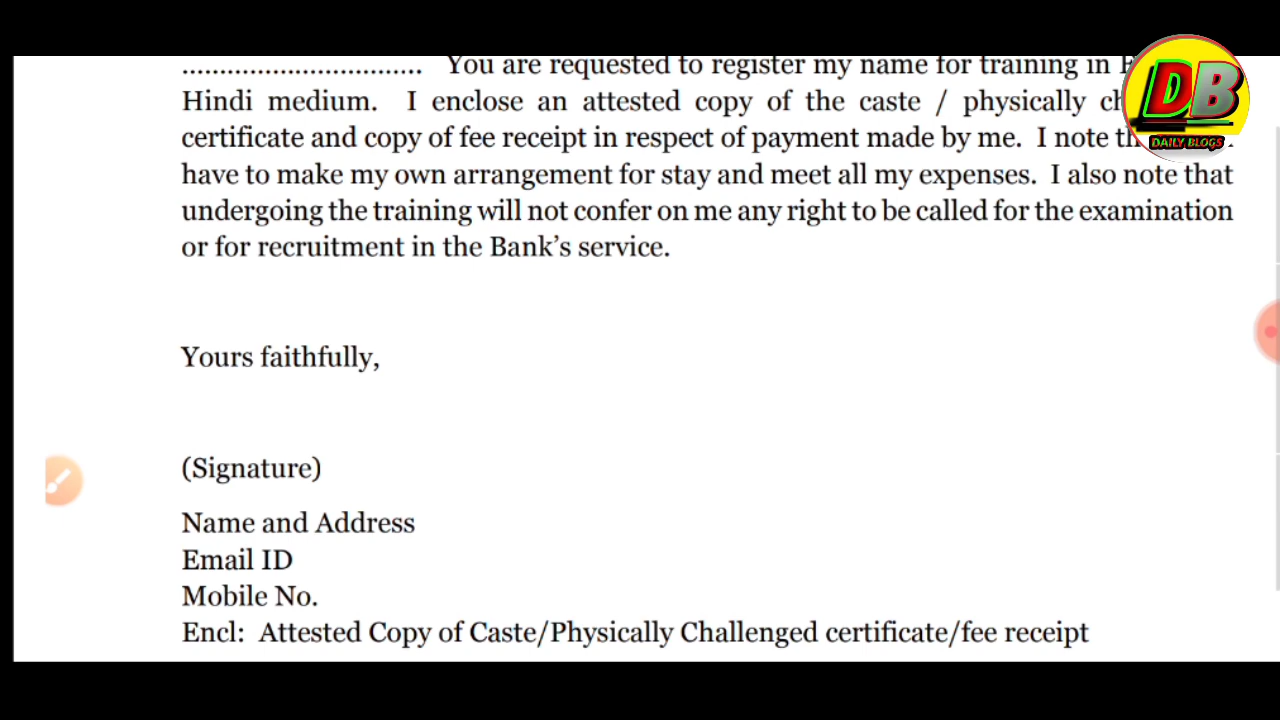 ............................... You are requested to register my name for training in
Hindi medium. I enclose an attested copy of the caste / physically
certificate and copy of fee receipt in respect of payment made by me. I note
have to make my own arrangement for stay and meet all my expenses. I also note that
undergoing the training will not confer on me any right to be called for the examination
or for recruitment in the Bank's service.
Yours faithfully,
(Signature)
Name and Address
Email ID
Mobile No.
Encl: Attested Copy of Caste/Physically Challenged certificate/fee receipt
DB
DAILY BLOGS